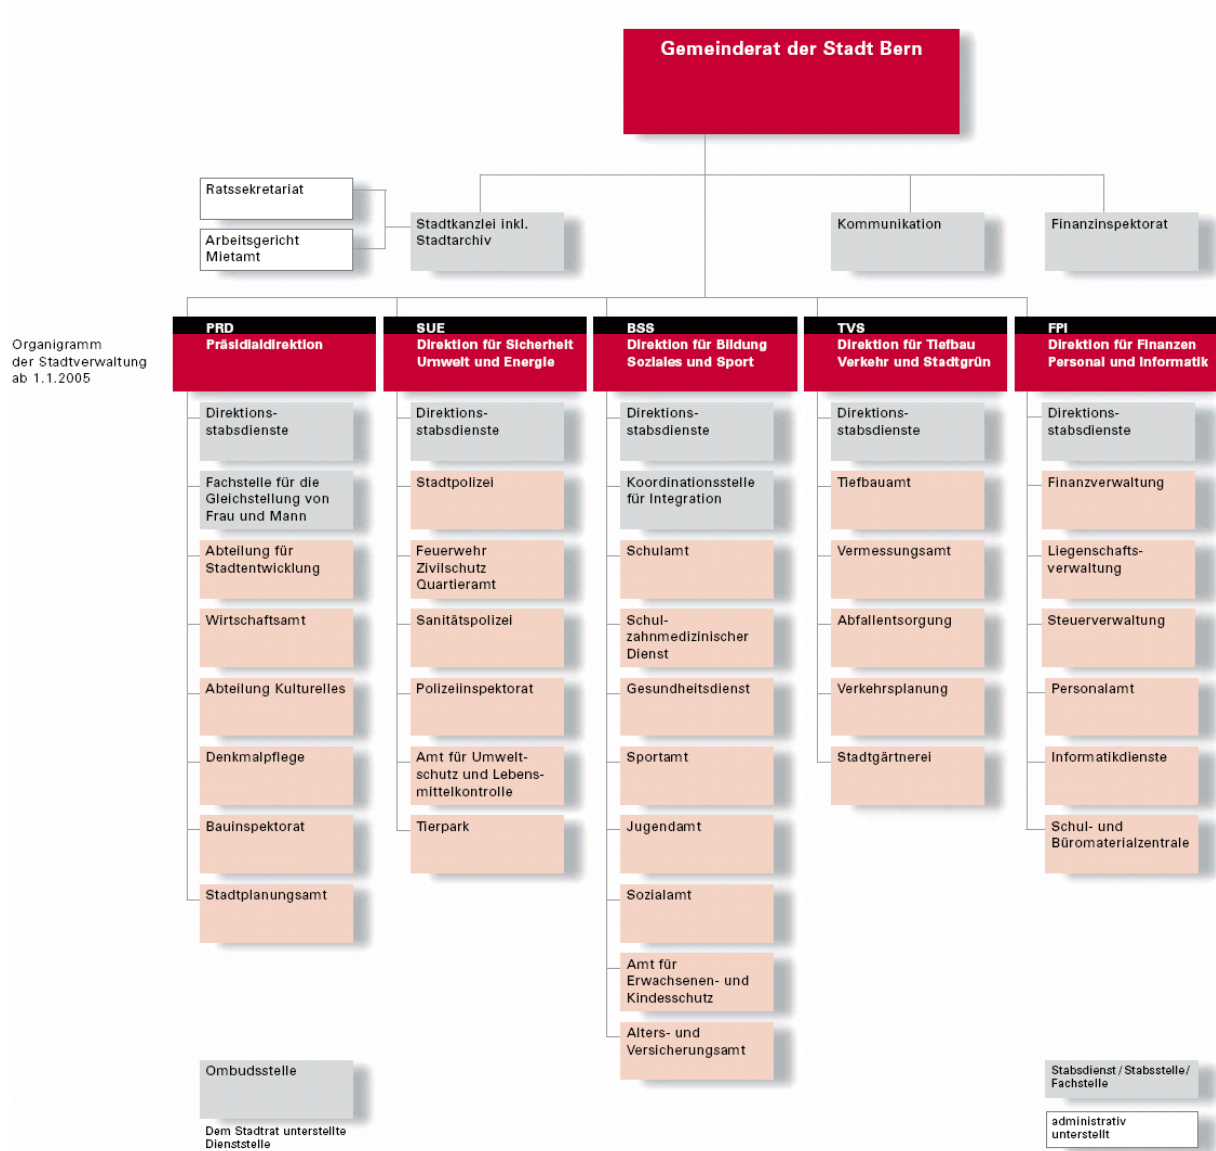 Gemeinderat der Stadt Bern
Ratssekretariat
Arbeitsgericht
Mietamt
Stadtkanzlei inkl.
Stadtarchiv
Kommunikation
Finanzinspektorat
Organigramm
der Stadtverwaltung
ab 1.1.2005
PRD
Präsidialdirektion
Direktions-
stabsdienste
Fachstelle für die
Gleichstellung von
Frau und Mann
Abteilung für
Stadtentwicklung
Wirtschaftsamt
Abteilung Kulturelles
Denkmalpflege
Bauinspektorat
Stadtplanungsamt
SUE
Direktion für Sicherheit
Umwelt und Energie
Direktions-
stabsdienste
Stadtpolizei
Feuerwehr
Zivilschutz
Quartieramt
Sanitätspolizei
Polizeiinspektorat
Amt für Umwelt-
schutz und Lebens-
mittelkontrolle
Tierpark
BSS
Direktion für Bildung
Soziales und Sport
Direktions-
stabsdienste
Koordinationsstelle
für Integration
Schulamt
Schul-
zahnmedizinischer
Dienst
Gesundheitsdienst
Sportamt
Jugendamt
Sozialamt
Amt für
Erwachsenen- und
Kindesschutz
Alters- und
Versicherungsamt
TVS
Direktion für Tiefbau
Verkehr und Stadtgrün
Direktions-
stabsdienste
Tiefbauamt
Vermessungsamt
Abfallentsorgung
Verkehrsplanung
Stadtgärtnerei
FPI
Direktion für Finanzen
Personal und Informatik
Direktions-
stabsdienste
Finanzverwaltung
Liegenschafts-
verwaltung
Steuerverwaltung
Personalamt
Informatikdienste
Schul- und
Büromaterialzentrale
Ombudsstelle
Dem Stadtrat unterstellte
Dienststelle
Stabsdienst/Stabsstelle/
Fachstelle
administrativ
unterstellt